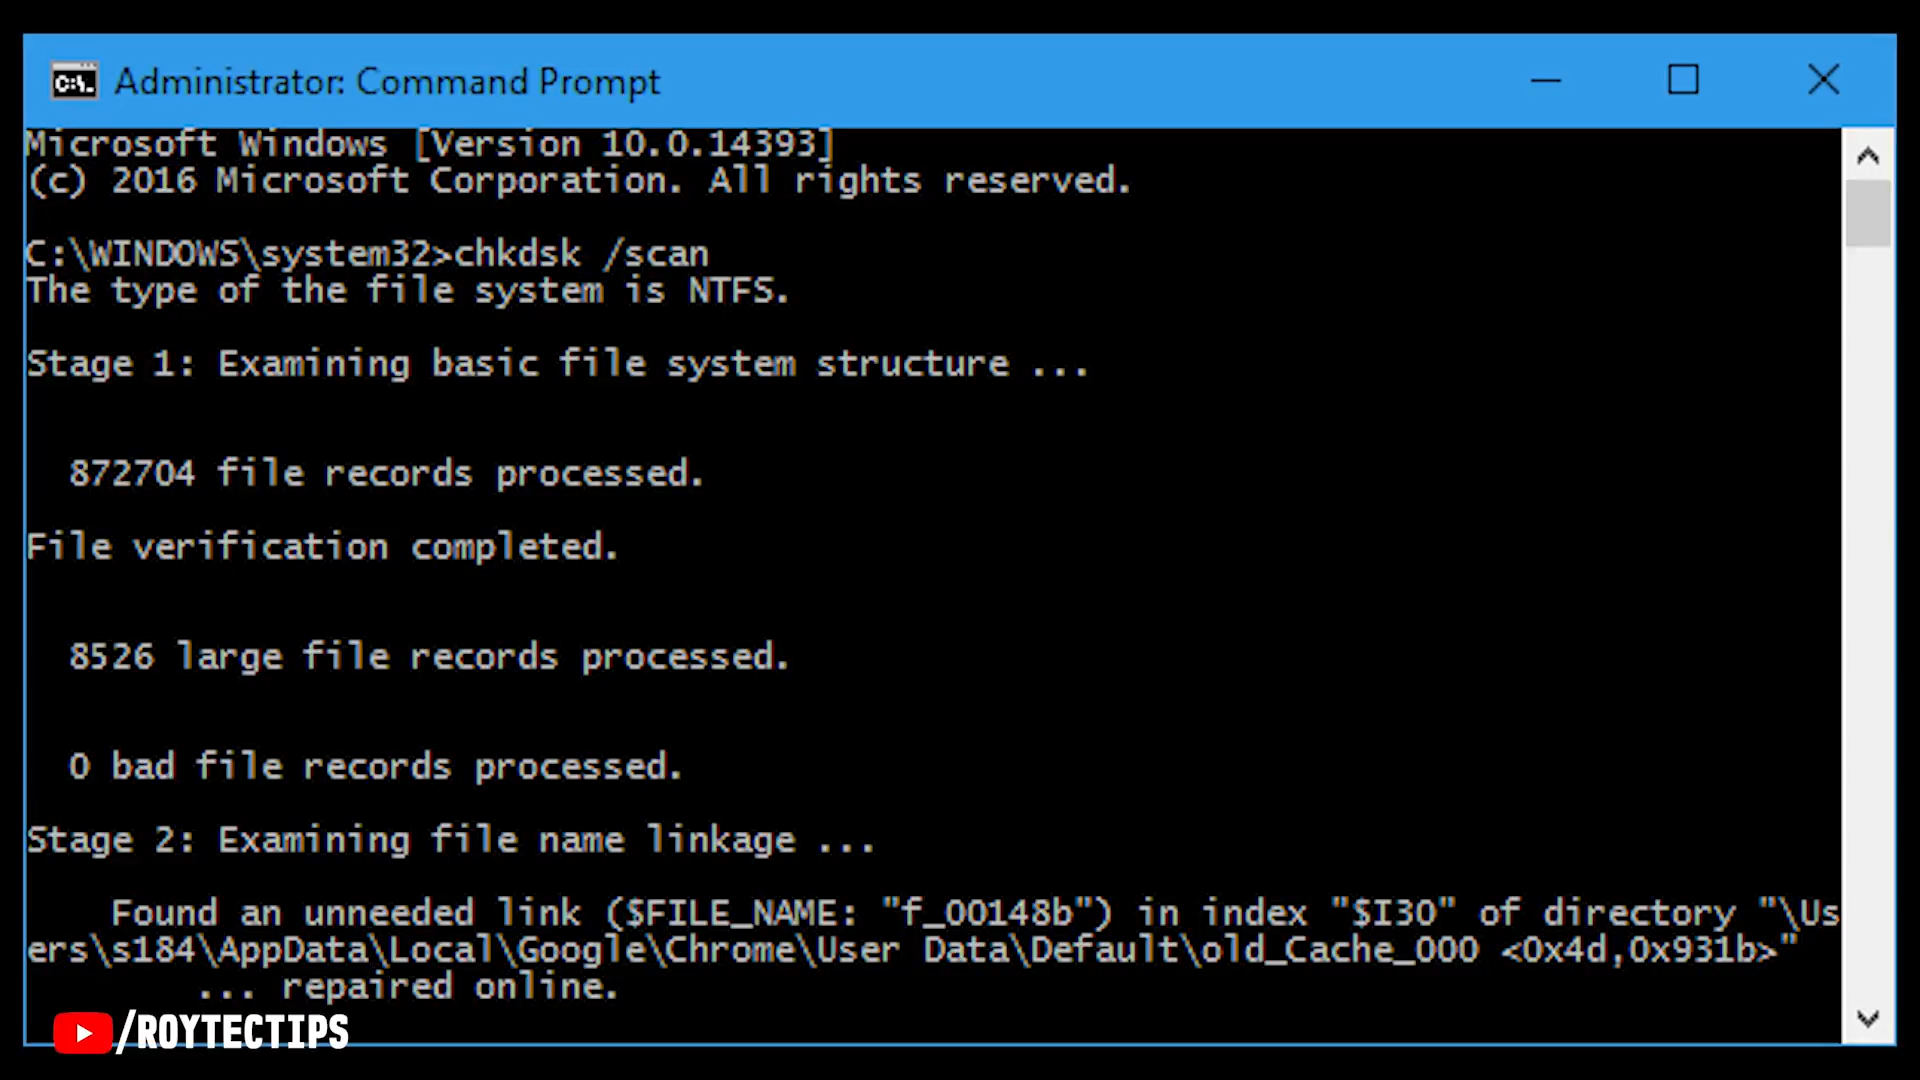 C:\.
Administrator: Command Prompt
Microsoft Windows [Version 10.0.14393]
(c) 2016 Microsoft Corporation. All rights reserved.
C:\WINDOWS\system32>chkdsk /scan
The type of the file system is NTFS.
Stage 1: Examining basic file system structure ...
872704 file records processed.
File verification completed.
8526 large file records processed.
0 bad file records processed.
Stage 2: Examining file name linkage ...
Found an unneeded link ($FILE_NAME: "f_00148b") in index "$I30" of directory "\Us
ers\s184\AppData\Local\Google\Chrome\User Data\Default\old_Cache_000 <0x4d,0x931b>"
... repaired online.
/ROYTECTIPS